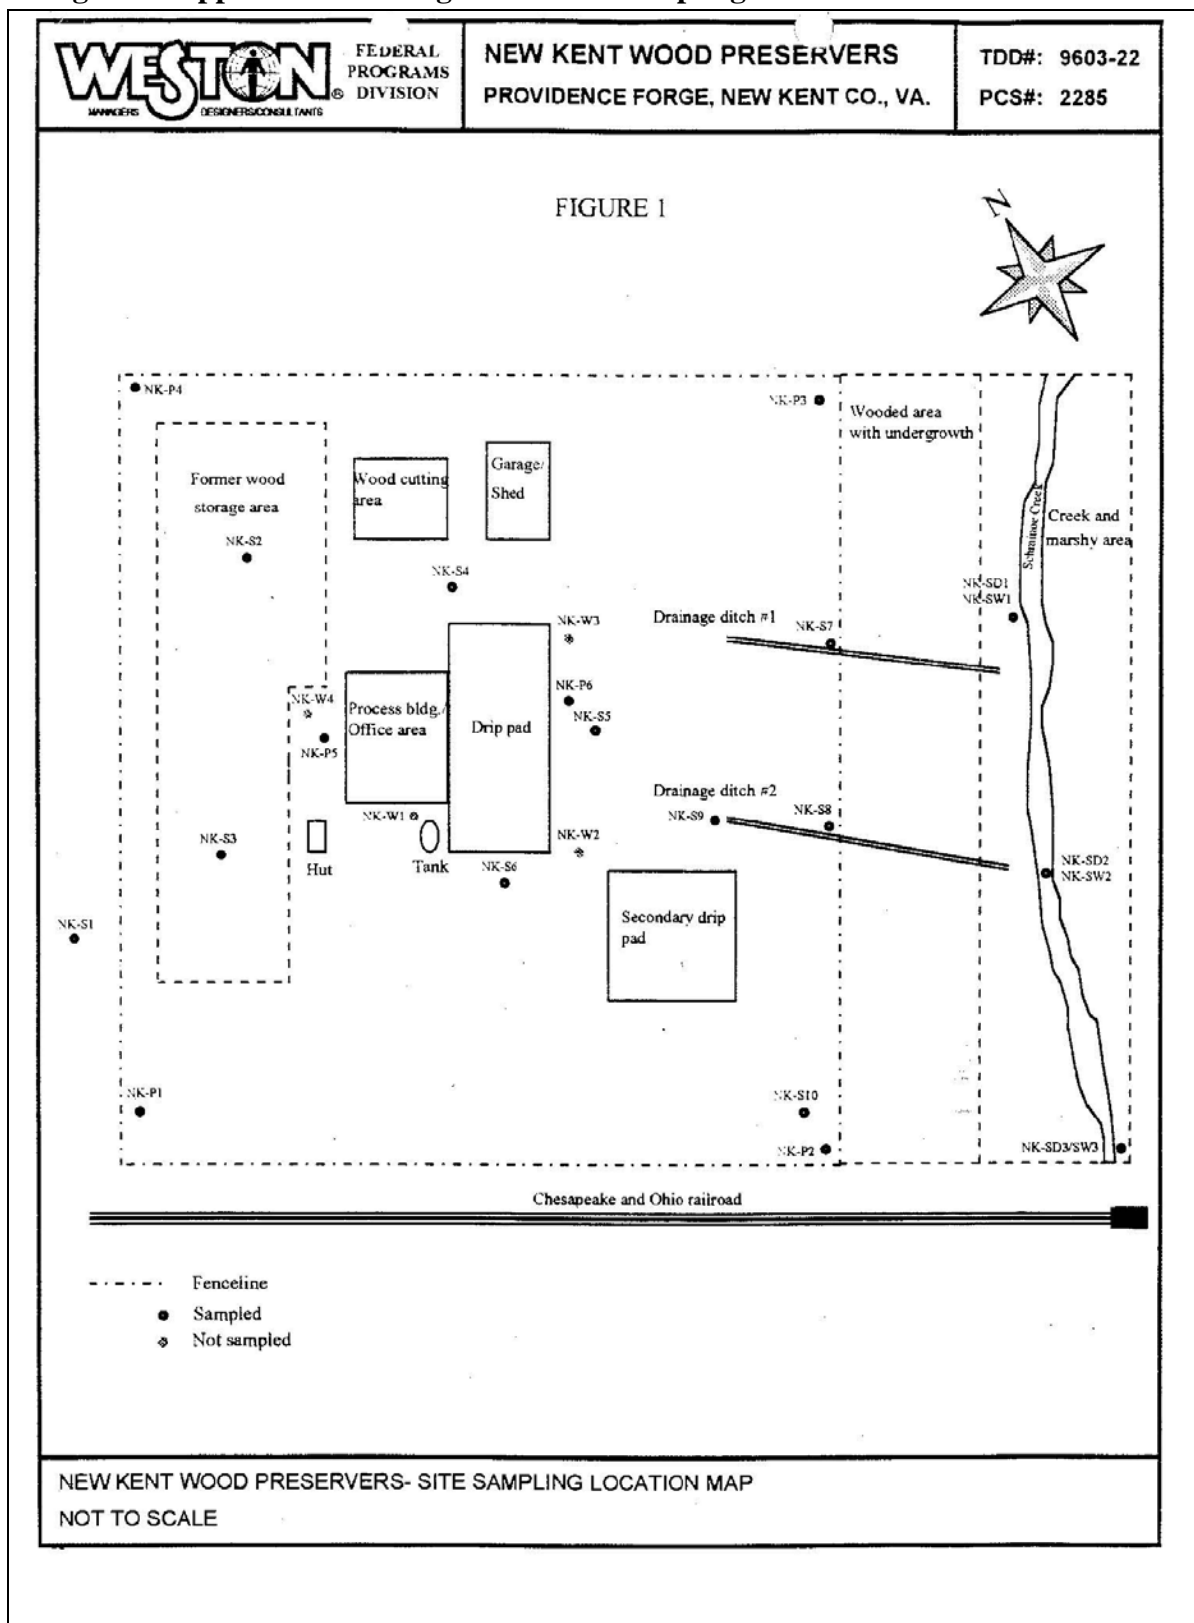 WESTON
®
MANAGERS DESIGNERS/CONSULTANTS
FEDERAL
PROGRAMS
DIVISION
NEW KENT WOOD PRESERVERS
PROVIDENCE FORGE, NEW KENT CO., VA.
TDD#: 9603-22
PCS#: 2285
FIGURE 1
N
NK-P4
NK-P3
Wooded area
with undergrowth
Former wood
storage area
Wood cutting
area
Garage/
Shed
Creek and
marshy area
NK-S2
NK-S4
NK-SD1
NK-SW1
NK-W3
Drainage ditch #1
NK-S7
NK-W4
NK-P6
Process bldg./
Office area
Drip pad
NK-S5
NK-P5
Drainage ditch #2
NK-W1
NK-S9
NK-S8
NK-S3
NK-W2
Hut
Tank
NK-S6
NK-SD2
NK-SW2
NK-S1
Secondary drip
pad
NK-P1
NK-S10
NK-P2
NK-SD3/SW3
Chesapeake and Ohio railroad
Fenceline
Sampled
Not sampled
NEW KENT WOOD PRESERVERS- SITE SAMPLING LOCATION MAP
NOT TO SCALE